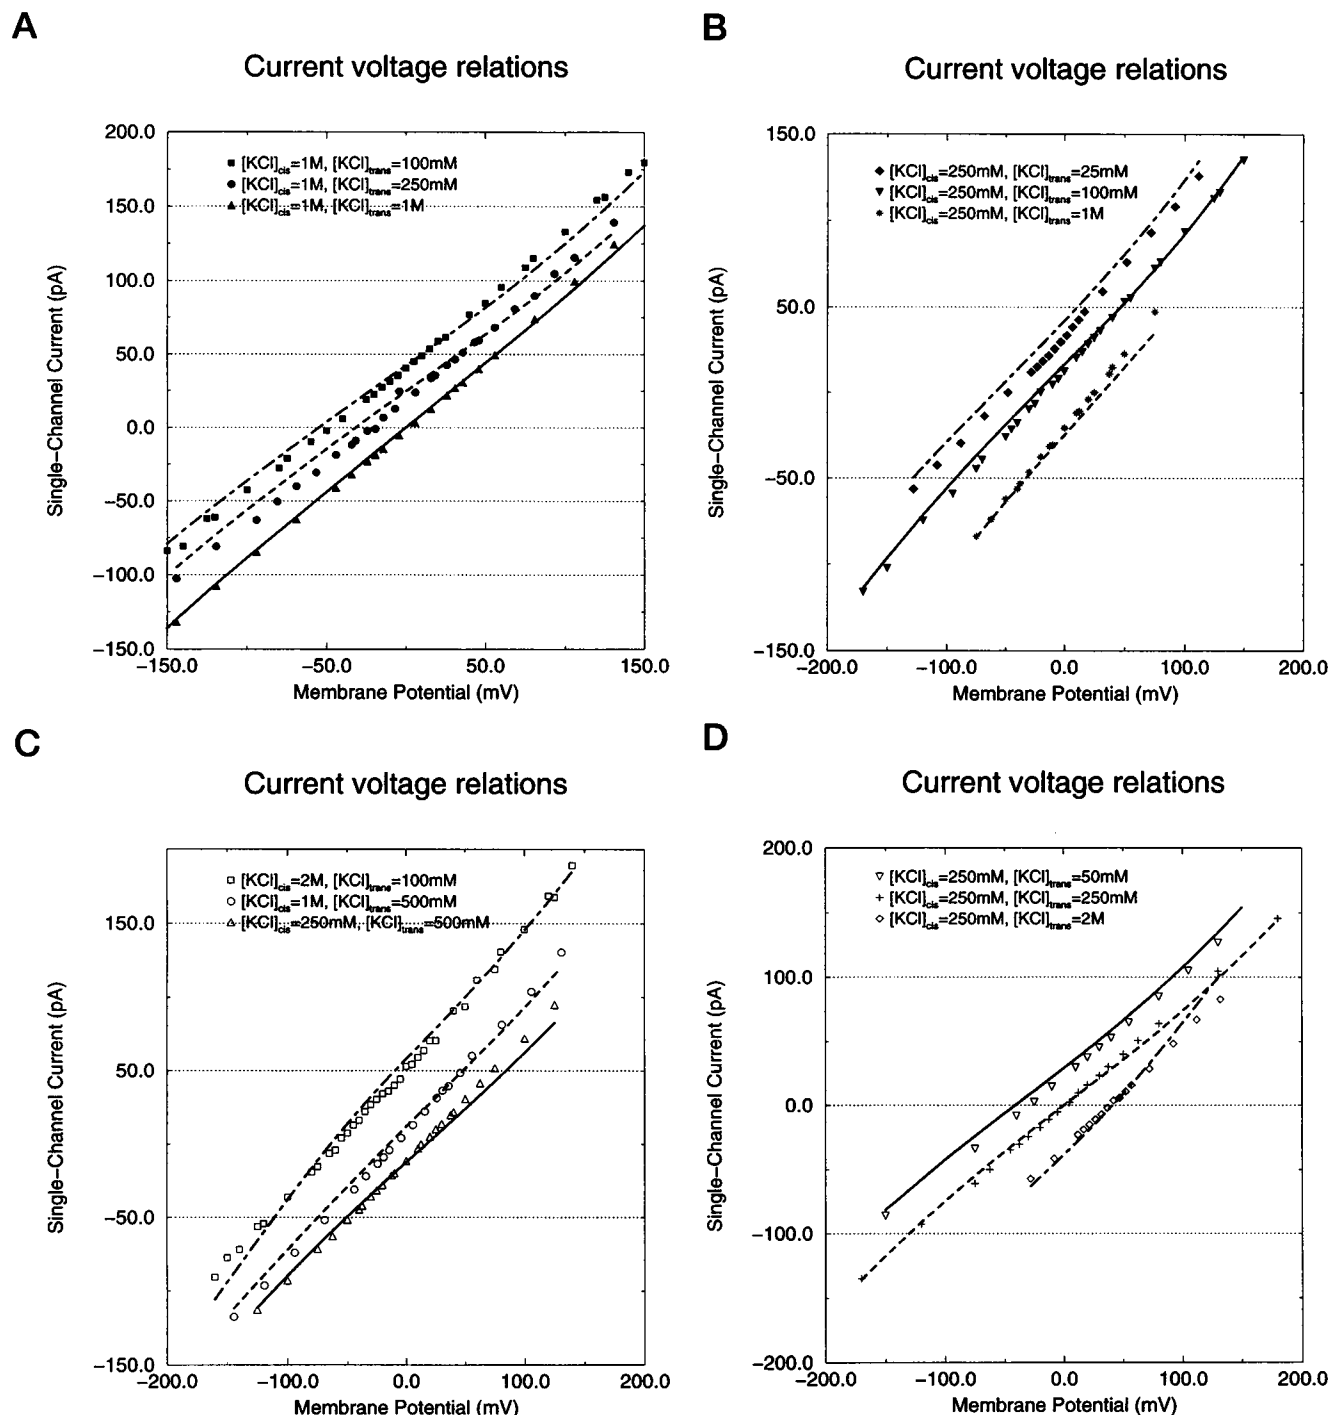 A
Current voltage relations
200.0
150.0
100.0
50.0
0.0
−50.0
−100.0
−150.0
−150.0 −50.0 50.0 150.0
Single−Channel Current (pA)
Membrane Potential (mV)
[KCl]cis=1M, [KCl]trans=100mM
[KCl]cis=1M, [KCl]trans=250mM
[KCl]cis=1M, [KCl]trans=1M
B
Current voltage relations
150.0
50.0
−50.0
−150.0
−200.0 −100.0 0.0 100.0 200.0
Single−Channel Current (pA)
Membrane Potential (mV)
[KCl]cis=250mM, [KCl]trans=25mM
[KCl]cis=250mM, [KCl]trans=100mM
[KCl]cis=250mM, [KCl]trans=1M
C
Current voltage relations
150.0
50.0
−50.0
−150.0
−200.0 −100.0 0.0 100.0 200.0
Single−Channel Current (pA)
Membrane Potential (mV)
[KCl]cis=2M, [KCl]trans=100mM
[KCl]cis=1M, [KCl]trans=500mM
[KCl]cis=250mM, [KCl]trans=500mM
D
Current voltage relations
200.0
100.0
0.0
−100.0
−200.0
−200.0 −100.0 0.0 100.0 200.0
Single−Channel Current (pA)
Membrane Potential (mV)
[KCl]cis=250mM, [KCl]trans=50mM
[KCl]cis=250mM, [KCl]trans=250mM
[KCl]cis=250mM, [KCl]trans=2M